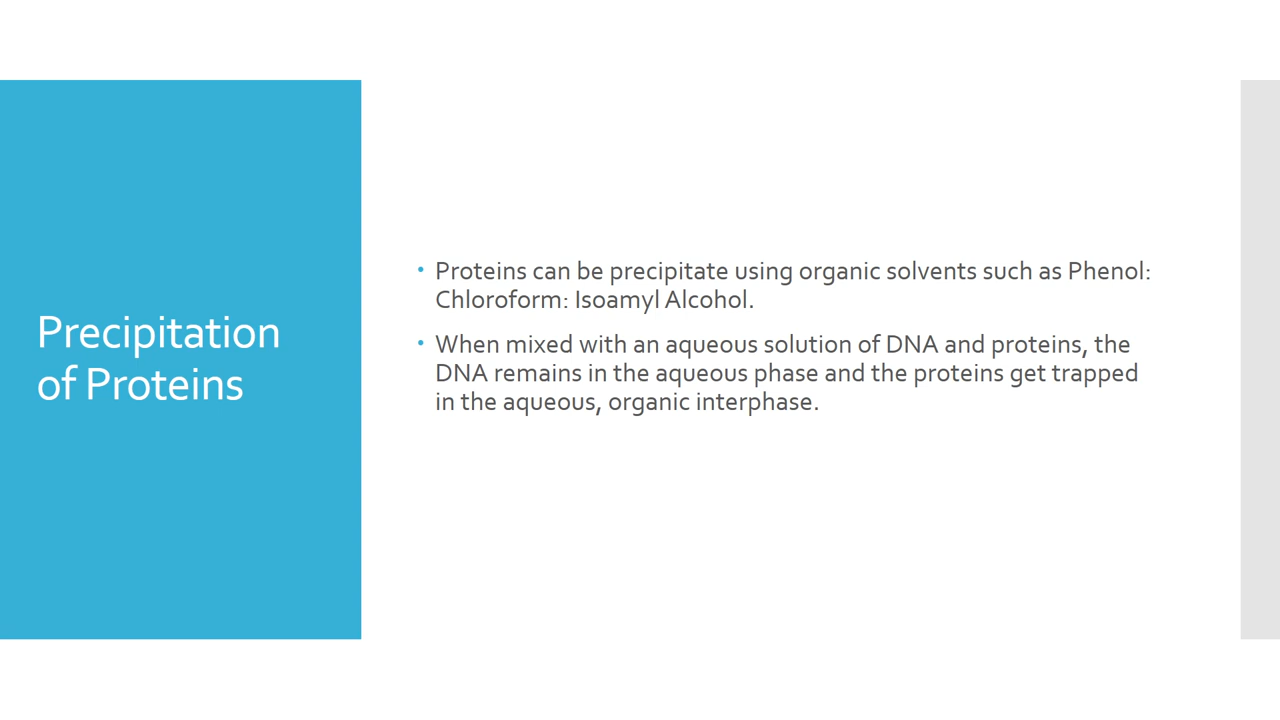 Precipitation
of Proteins
• Proteins can be precipitate using organic solvents such as Phenol:
Chloroform: Isoamyl Alcohol.
• When mixed with an aqueous solution of DNA and proteins, the
DNA remains in the aqueous phase and the proteins get trapped
in the aqueous, organic interphase.